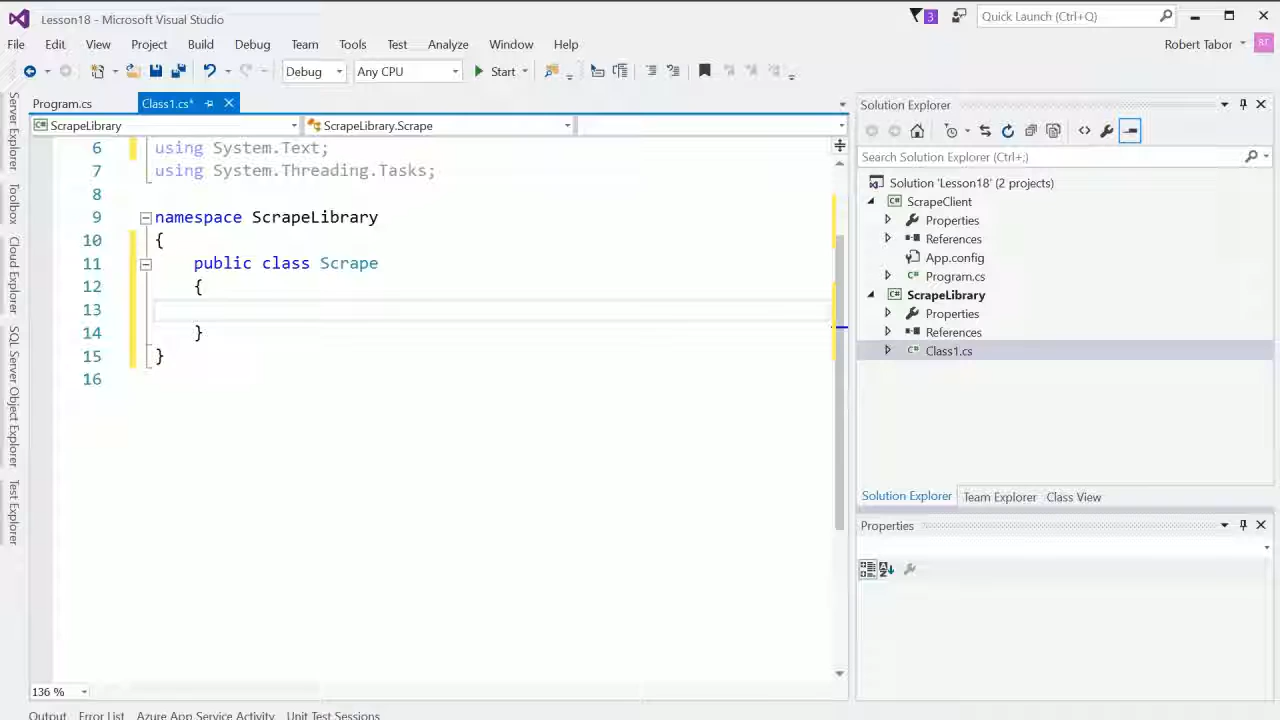 Lesson18 - Microsoft Visual Studio
3
Quick Launch (Ctrl+Q)
File Edit View Project Build Debug Team Tools Test Analyze Window Help
Robert Tabor
RT
Debug Any CPU Start
Program.cs Class1.cs*
ScrapeLibrary ScrapeLibrary.Scrape
6 using System.Text;
7 using System.Threading.Tasks;
8
9 namespace ScrapeLibrary
10 {
11 public class Scrape
12 {
13
14 }
15 }
16
136 %
Server Explorer
Toolbox
Cloud Explorer
SQL Server Object Explorer
Test Explorer
Solution Explorer
Search Solution Explorer (Ctrl+;)
Solution 'Lesson18' (2 projects)
C# ScrapeClient
Properties
References
App.config
C# Program.cs
C# ScrapeLibrary
Properties
References
C# Class1.cs
Solution Explorer Team Explorer Class View
Properties
Output Error List Azure App Service Activity Unit Test Sessions